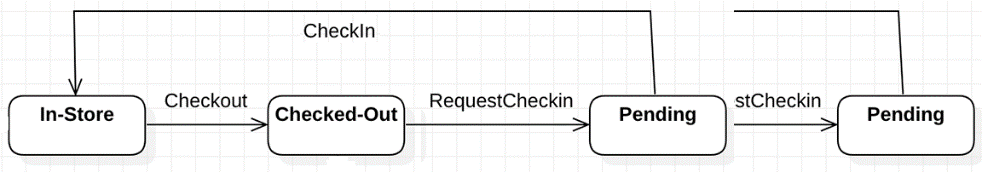 CheckIn
Checkout
RequestCheckin
stCheckin
In-Store
Checked-Out
Pending
Pending